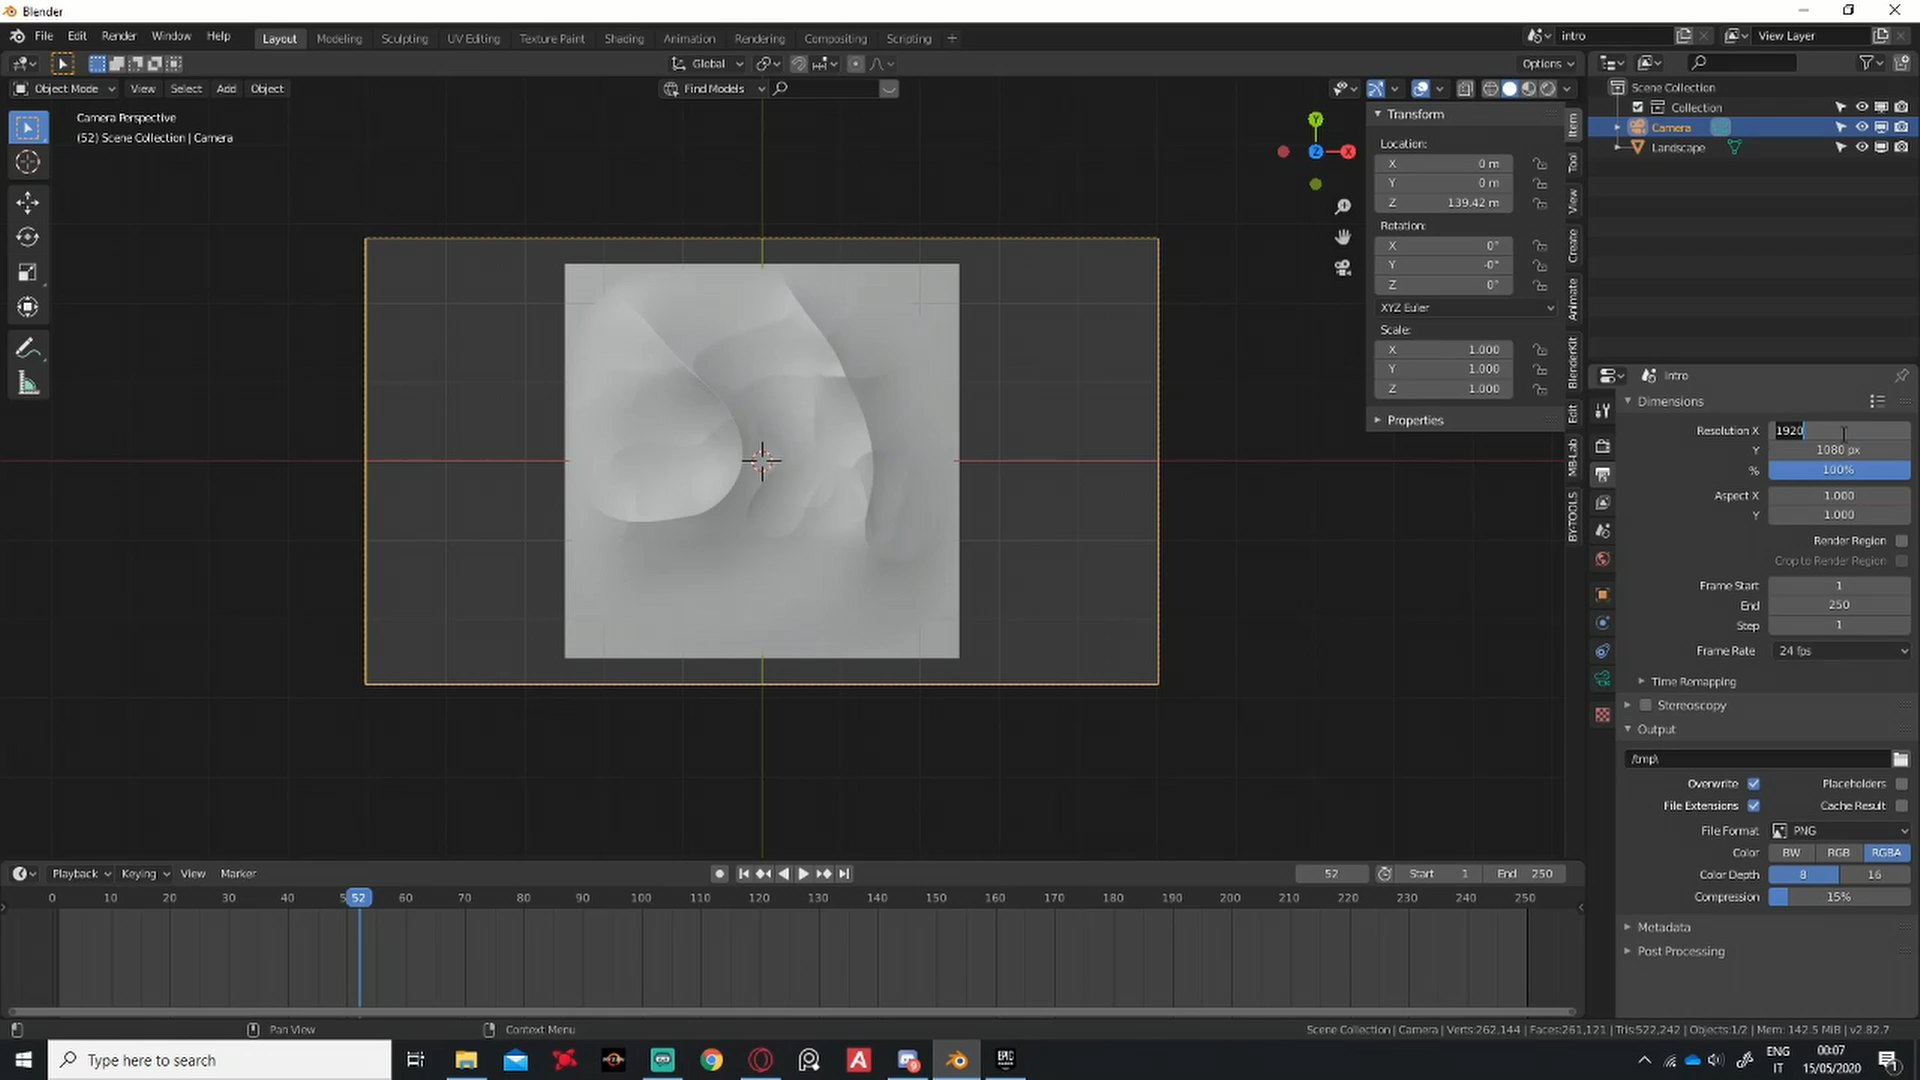 Blender
File Edit Render Window Help Layout Modeling Sculpting UV Editing Texture Paint Shading Animation Rendering Compositing Scripting + intro View Layer
Global Options
Object Mode View Select Add Object Find Models
Camera Perspective
(52) Scene Collection | Camera
Y
Z X
Transform
Location:
X 0 m
Y 0 m
Z 139.42 m
Rotation:
X 0°
Y -0°
Z 0°
XYZ Euler
Scale:
X 1.000
Y 1.000
Z 1.000
Properties
Item
Tool
View
Create
Animate
BlenderKit
Edit
MB-Lab
BY-TOOLS
Scene Collection
Collection
Camera
Landscape
Intro
Dimensions
Resolution X 1920
Y 1080 px
% 100%
Aspect X 1.000
Y 1.000
Render Region
Crop to Render Region
Frame Start 1
End 250
Step 1
Frame Rate 24 fps
Time Remapping
Stereoscopy
Output
/tmp\
Overwrite Placeholders
File Extensions Cache Result
File Format PNG
Color BW RGB RGBA
Color Depth 8 16
Compression 15%
Metadata
Post Processing
Playback Keying View Marker 52 Start 1 End 250
0 10 20 30 40 5 52 60 70 80 90 100 110 120 130 140 150 160 170 180 190 200 210 220 230 240 250
Pan View Context Menu Scene Collection | Camera | Verts:262,144 | Faces:261,121 | Tris:522,242 | Objects:1/2 | Mem: 142.5 MiB | v2.82.7
Type here to search
EPIC
ENG
IT
00:07
15/05/2020